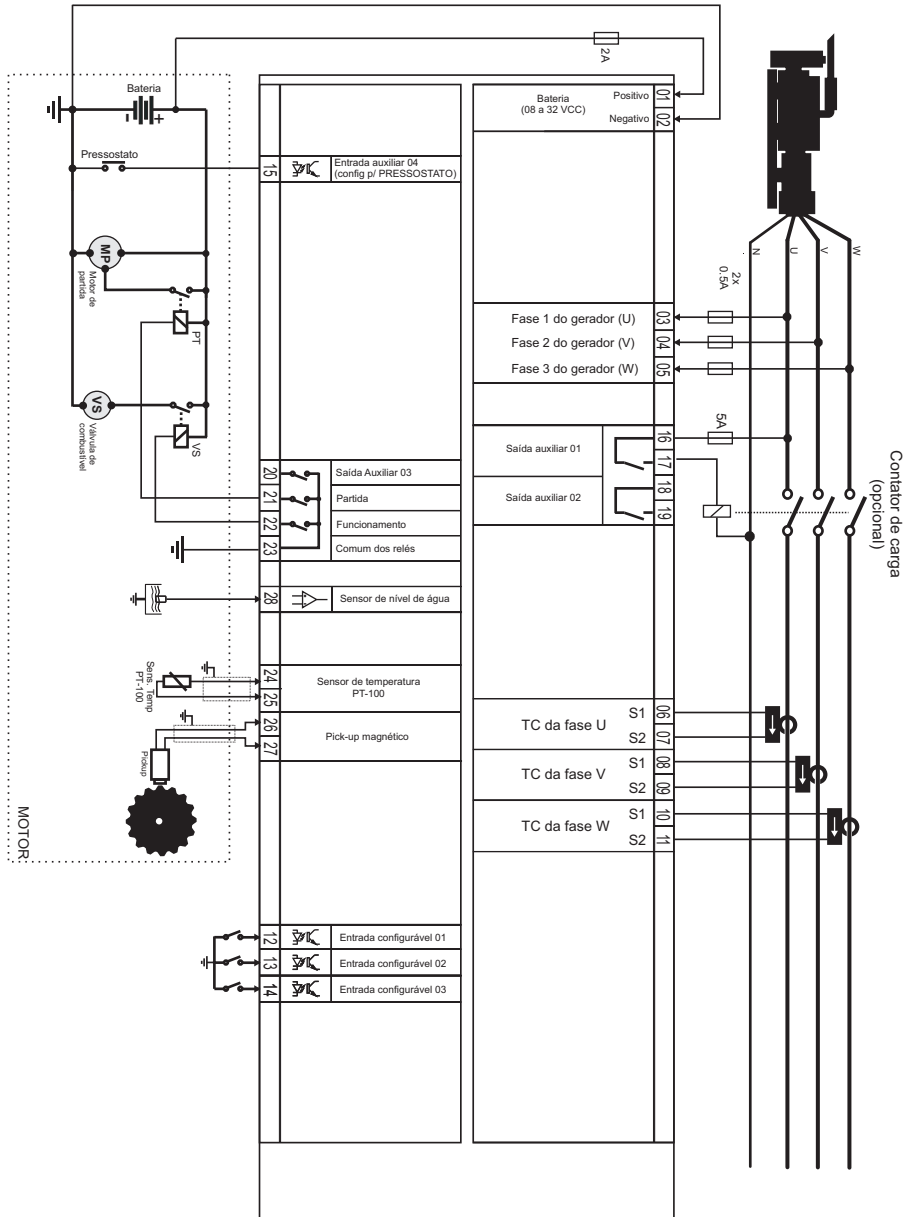 2A
Bateria
Pressostato
MP
Motor de
partida
PT
VS
Válvula de
combustível
VS
Sens. Temp
PT-100
Pickup
MOTOR
15
Entrada auxiliar 04
(config p/ PRESSOSTATO)
20
Saída Auxiliar 03
21
Partida
22
Funcionamento
23
Comum dos relés
28
Sensor de nível de água
24
25
Sensor de temperatura
PT-100
26
27
Pick-up magnético
12
Entrada configurável 01
13
Entrada configurável 02
14
Entrada configurável 03
Bateria
(08 a 32 VCC)
Positivo
01
Negativo
02
Fase 1 do gerador (U)
03
Fase 2 do gerador (V)
04
Fase 3 do gerador (W)
05
Saída auxiliar 01
16
17
Saída auxiliar 02
18
19
TC da fase U
S1
06
S2
07
TC da fase V
S1
08
S2
09
TC da fase W
S1
10
S2
11
N
U
V
W
2x
0.5A
5A
Contator de carga
(opcional)